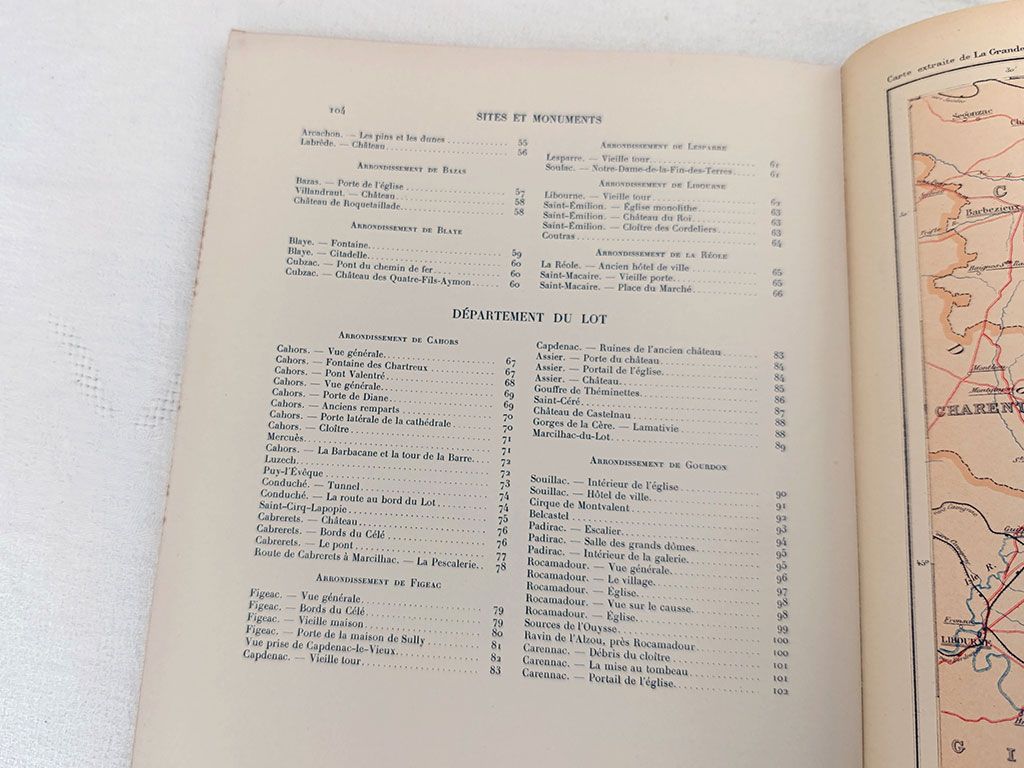 104
SITES ET MONUMENTS
Arcachon. — Les pins et les dunes 55
Labrède. — Château 56
Arrondissement de Bazas
Bazas. — Porte de l'église 57
Villandraut. — Château 58
Château de Roquetaillade. 58
Arrondissement de Blaye
Blaye. — Fontaine. 59
Blaye. — Citadelle. 60
Cubzac. — Pont du chemin de fer 60
Cubzac. — Château des Quatre-Fils-Aymon. 60
Arrondissement de Lesparre
Lesparre. — Vieille tour. 61
Soulac. — Notre-Dame-de-la-Fin-des-Terres. 61
Arrondissement de Libourne
Libourne. — Vieille tour 62
Saint-Émilion. — Église monolithe 63
Saint-Émilion. — Château du Roi 63
Saint-Émilion. — Cloître des Cordeliers 63
Coutras 64
Arrondissement de la Réole
La Réole. — Ancien hôtel de ville 65
Saint-Macaire. — Vieille porte. 65
Saint-Macaire. — Place du Marché. 66
DÉPARTEMENT DU LOT
Arrondissement de Cahors
Cahors. — Vue générale. 67
Cahors. — Fontaine des Chartreux 67
Cahors. — Pont Valentré 68
Cahors. — Vue générale. 69
Cahors. — Porte de Diane 69
Cahors. — Anciens remparts 70
Cahors. — Porte latérale de la cathédrale 70
Cahors. — Cloître 71
Mercuès. 71
Cahors. — La Barbacane et la tour de la Barre. 72
Luzech. 72
Puy-l'Évêque 73
Conduché. — Tunnel 74
Conduché. — La route au bord du Lot 74
Saint-Cirq-Lapopie 75
Cabrerets. — Château 76
Cabrerets. — Bords du Célé 76
Cabrerets. — Le pont 77
Route de Cabrerets à Marcilhac. — La Pescalerie. 78
Arrondissement de Figeac
Figeac. — Vue générale 79
Figeac. — Bords du Célé 79
Figeac. — Vieille maison 80
Figeac. — Porte de la maison de Sully 81
Vue prise de Capdenac-le-Vieux. 82
Capdenac. — Vieille tour. 83
Capdenac. — Ruines de l'ancien château 83
Assier. — Porte du château 84
Assier. — Portail de l'église. 84
Assier. — Château. 85
Gouffre de Théminettes. 86
Saint-Céré. 87
Château de Castelnau 88
Gorges de la Cère. — Lamativie 88
Marcilhac-du-Lot. 89
Arrondissement de Gourdon
Souillac. — Intérieur de l'église 90
Souillac. — Hôtel de ville. 91
Cirque de Montvalent 92
Belcastel 93
Padirac. — Escalier. 94
Padirac. — Salle des grands dômes. 95
Padirac. — Intérieur de la galerie. 95
Rocamadour. — Vue générale. 96
Rocamadour. — Le village. 97
Rocamadour. — Église. 98
Rocamadour. — Vue sur le causse. 98
Rocamadour. — Église. 99
Sources de l'Ouysse. 100
Ravin de l'Alzou, près Rocamadour 100
Carennac. — Débris du cloître 101
Carennac. — La mise au tombeau 101
Carennac. — Portail de l'église. 102
Carte extraite de La Grande
30'
Segonzac
C
Barbezieux
D
Montlieu
CHARENT
45°
LIBOURNE
G I